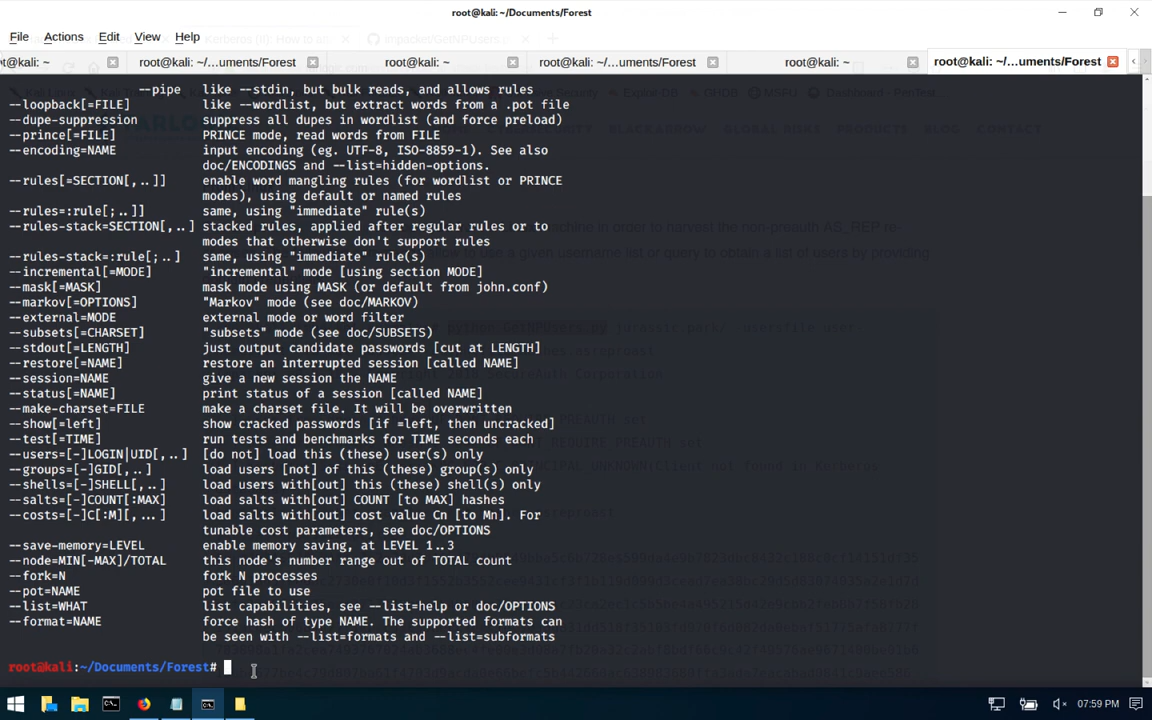 root@kali: ~/Documents/Forest
File Actions Edit View Help
t@kali: ~ root@kali: ~/...uments/Forest root@kali: ~ root@kali: ~/...uments/Forest root@kali: ~ root@kali: ~/...uments/Forest
--pipe like --stdin, but bulk reads, and allows rules
--loopback[=FILE] like --wordlist, but extract words from a .pot file
--dupe-suppression suppress all dupes in wordlist (and force preload)
--prince[=FILE] PRINCE mode, read words from FILE
--encoding=NAME input encoding (eg. UTF-8, ISO-8859-1). See also
doc/ENCODINGS and --list=hidden-options.
--rules[=SECTION[,..]] enable word mangling rules (for wordlist or PRINCE
modes), using default or named rules
--rules=:rule[;..]] same, using "immediate" rule(s)
--rules-stack=SECTION[,..] stacked rules, applied after regular rules or to
modes that otherwise don't support rules
--rules-stack=:rule[;..] same, using "immediate" rule(s)
--incremental[=MODE] "incremental" mode [using section MODE]
--mask[=MASK] mask mode using MASK (or default from john.conf)
--markov[=OPTIONS] "Markov" mode (see doc/MARKOV)
--external=MODE external mode or word filter
--subsets[=CHARSET] "subsets" mode (see doc/SUBSETS)
--stdout[=LENGTH] just output candidate passwords [cut at LENGTH]
--restore[=NAME] restore an interrupted session [called NAME]
--session=NAME give a new session the NAME
--status[=NAME] print status of a session [called NAME]
--make-charset=FILE make a charset file. It will be overwritten
--show[=left] show cracked passwords [if =left, then uncracked]
--test[=TIME] run tests and benchmarks for TIME seconds each
--users=[-]LOGIN|UID[,..] [do not] load this (these) user(s) only
--groups=[-]GID[,..] load users [not] of this (these) group(s) only
--shells=[-]SHELL[,..] load users with[out] this (these) shell(s) only
--salts=[-]COUNT[:MAX] load salts with[out] COUNT [to MAX] hashes
--costs=[-]C[:M][,...] load salts with[out] cost value Cn [to Mn]. For
tunable cost parameters, see doc/OPTIONS
--save-memory=LEVEL enable memory saving, at LEVEL 1..3
--node=MIN[-MAX]/TOTAL this node's number range out of TOTAL count
--fork=N fork N processes
--pot=NAME pot file to use
--list=WHAT list capabilities, see --list=help or doc/OPTIONS
--format=NAME force hash of type NAME. The supported formats can
be seen with --list=formats and --list=subformats
root@kali:~/Documents/Forest#
07:59 PM